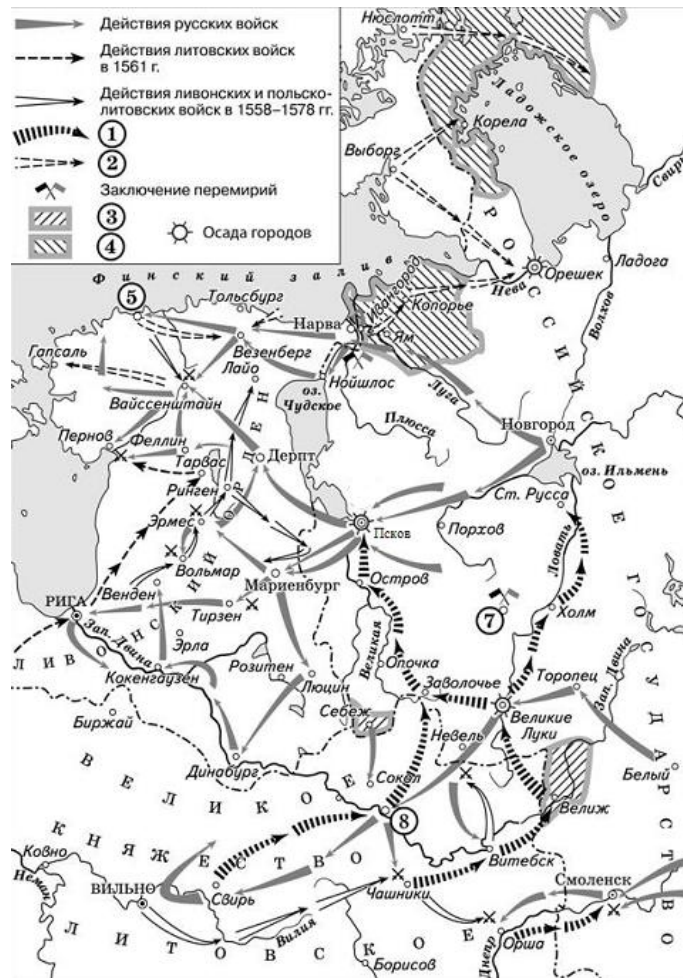 Действия русских войск
Действия литовских войск
в 1561 г.
Действия ливонских и польско-
литовских войск в 1558–1578 гг.
1
2
Заключение перемирий
3
4
Осада городов
Нюслотт
Ладожское озеро
Корела
Выборг
Свирь
РОССИЙСКОЕ ГОСУДАРСТВО
Орешек
Ладога
Нева
Волхов
Финский залив
5
Тольсбург
Нарва
Ивангород
Копорье
Ям
Гапсаль
Везенберг
Лайо
Нойшлос
оз.
Чудское
Луга
Вайссенштайн
Плюсса
Новгород
Пернов
Феллин
Дерпт
оз. Ильмень
Тарвас
Ринген
Ст. Русса
Псков
Порхов
Эрмес
Ловать
Вольмар
Остров
Мариенбург
7
Холм
РИГА
Венден
Тирзен
Зап. Двина
Эрла
Великая
Опочка
ЛИВОНСКИЙ ОРДЕН
Кокенгаузен
Розитен
Люцин
Заволочье
Торопец
Зап. Двина
Биржай
Себеж
Великие
Луки
Невель
Динабург
Сокол
Белый
ВЕЛИКОЕ
8
Велиж
КНЯЖЕСТВО
Ковно
Витебск
Неман
ВИЛЬНО
Свирь
Чашники
Смоленск
Вилия
ЛИТОВСКОЕ
Орша
Днепр
Борисов